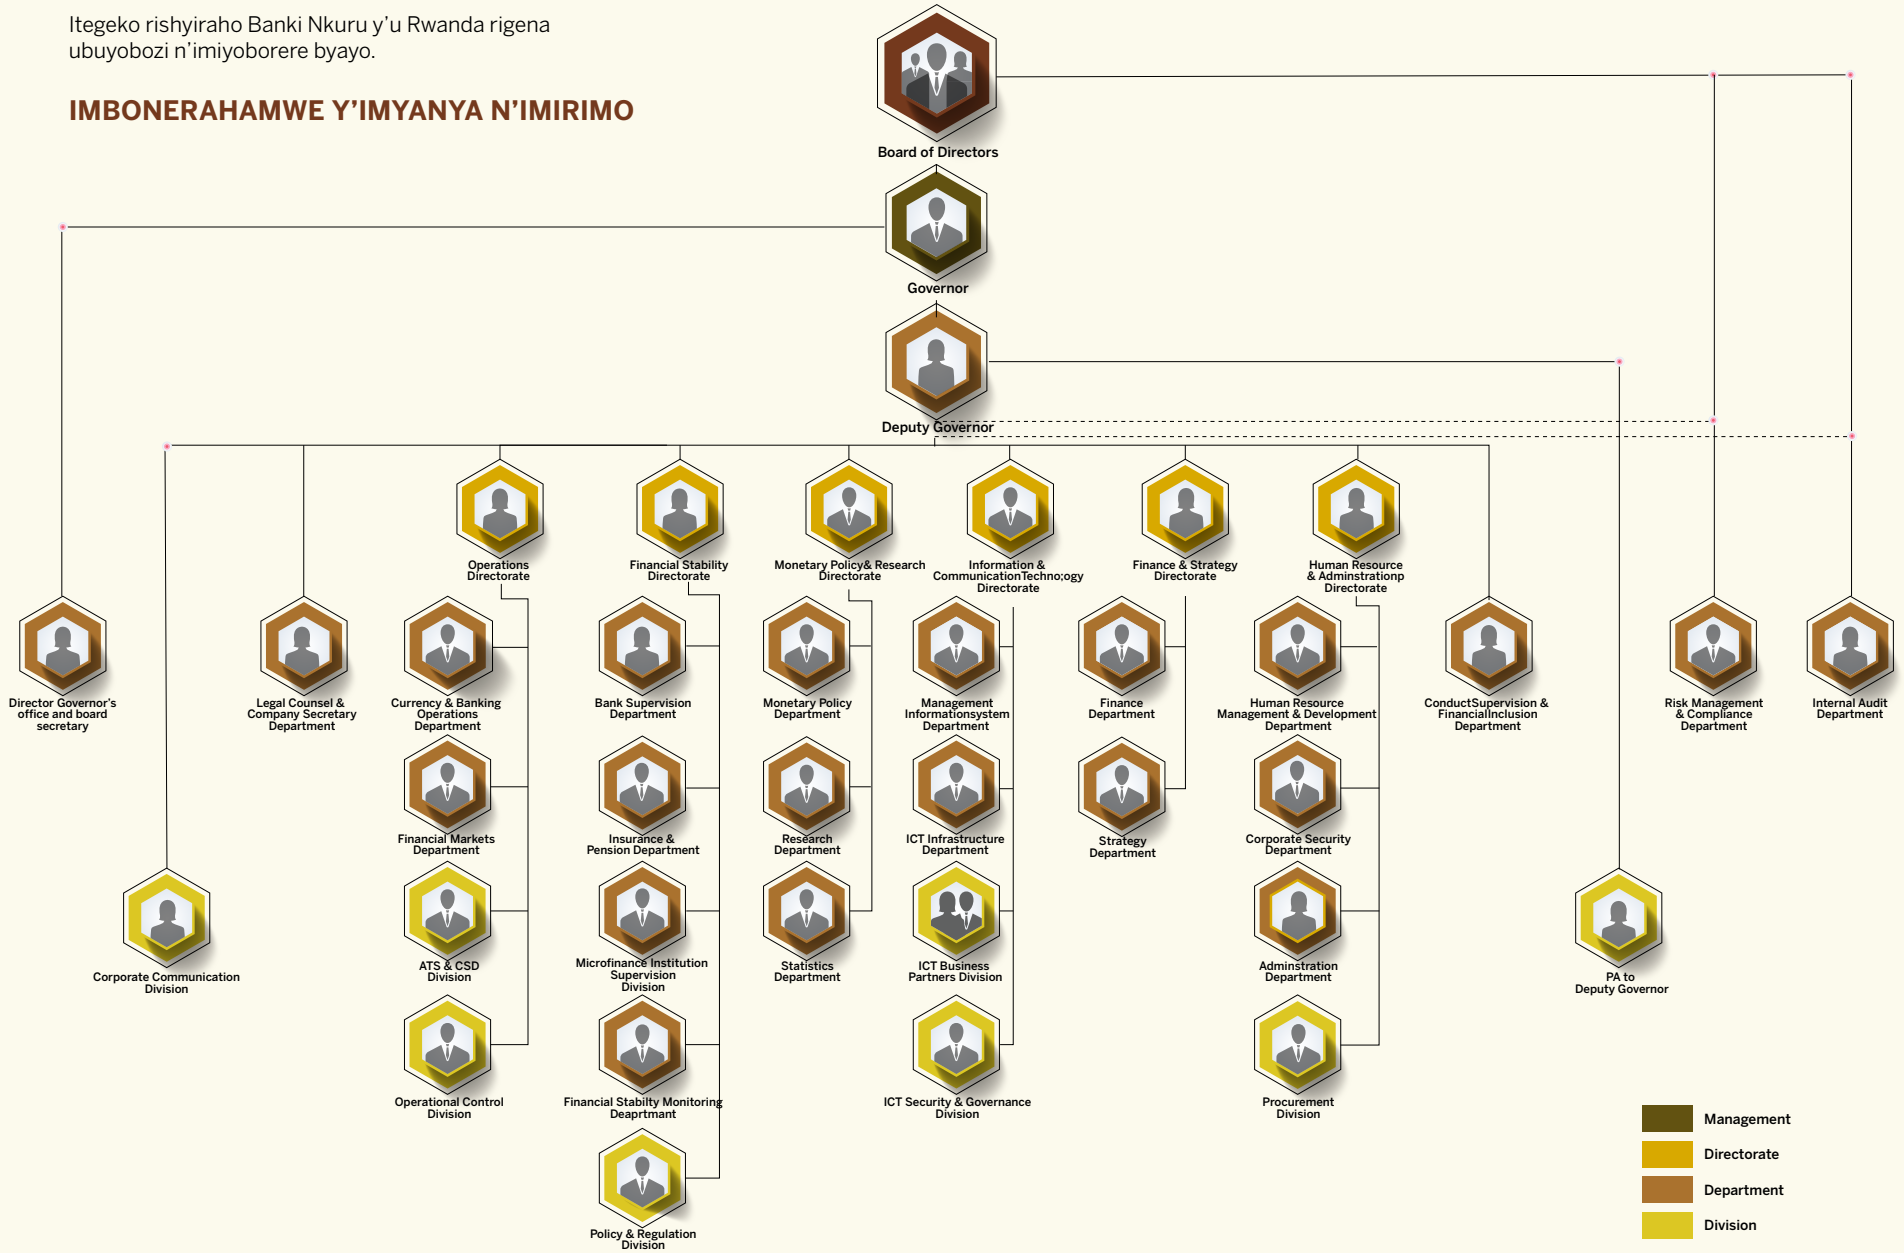 Itegeko rishyiraho Banki Nkuru y'u Rwanda rigena
ubuyobozi n'imiyoborere byayo.
IMBONERAHAMWE Y'IMYANYA N'IMIRIMO
Board of Directors
Governor
Deputy Governor
Operations
Directorate
Financial Stability
Directorate
Monetary Policy& Research
Directorate
Information &
CommunicationTechno;ogy
Directorate
Finance & Strategy
Directorate
Human Resource
& Adminstrationp
Directorate
Director Governor's
office and board
secretary
Legal Counsel &
Company Secretary
Department
Currency & Banking
Operations
Department
Bank Supervision
Department
Monetary Policy
Department
Management
Informationsystem
Department
Finance
Department
Human Resource
Management & Development
Department
ConductSupervision &
FinancialInclusion
Department
Risk Management
& Compliance
Department
Internal Audit
Department
Financial Markets
Department
Insurance &
Pension Department
Research
Department
ICT Infrastructure
Department
Strategy
Department
Corporate Security
Department
Corporate Communication
Division
ATS & CSD
Division
Microfinance Institution
Supervision
Division
Statistics
Department
ICT Business
Partners Division
Adminstration
Department
PA to
Deputy Governor
Operational Control
Division
Financial Stabilty Monitoring
Deaprtmant
ICT Security & Governance
Division
Procurement
Division
Policy & Regulation
Division
Management
Directorate
Department
Division